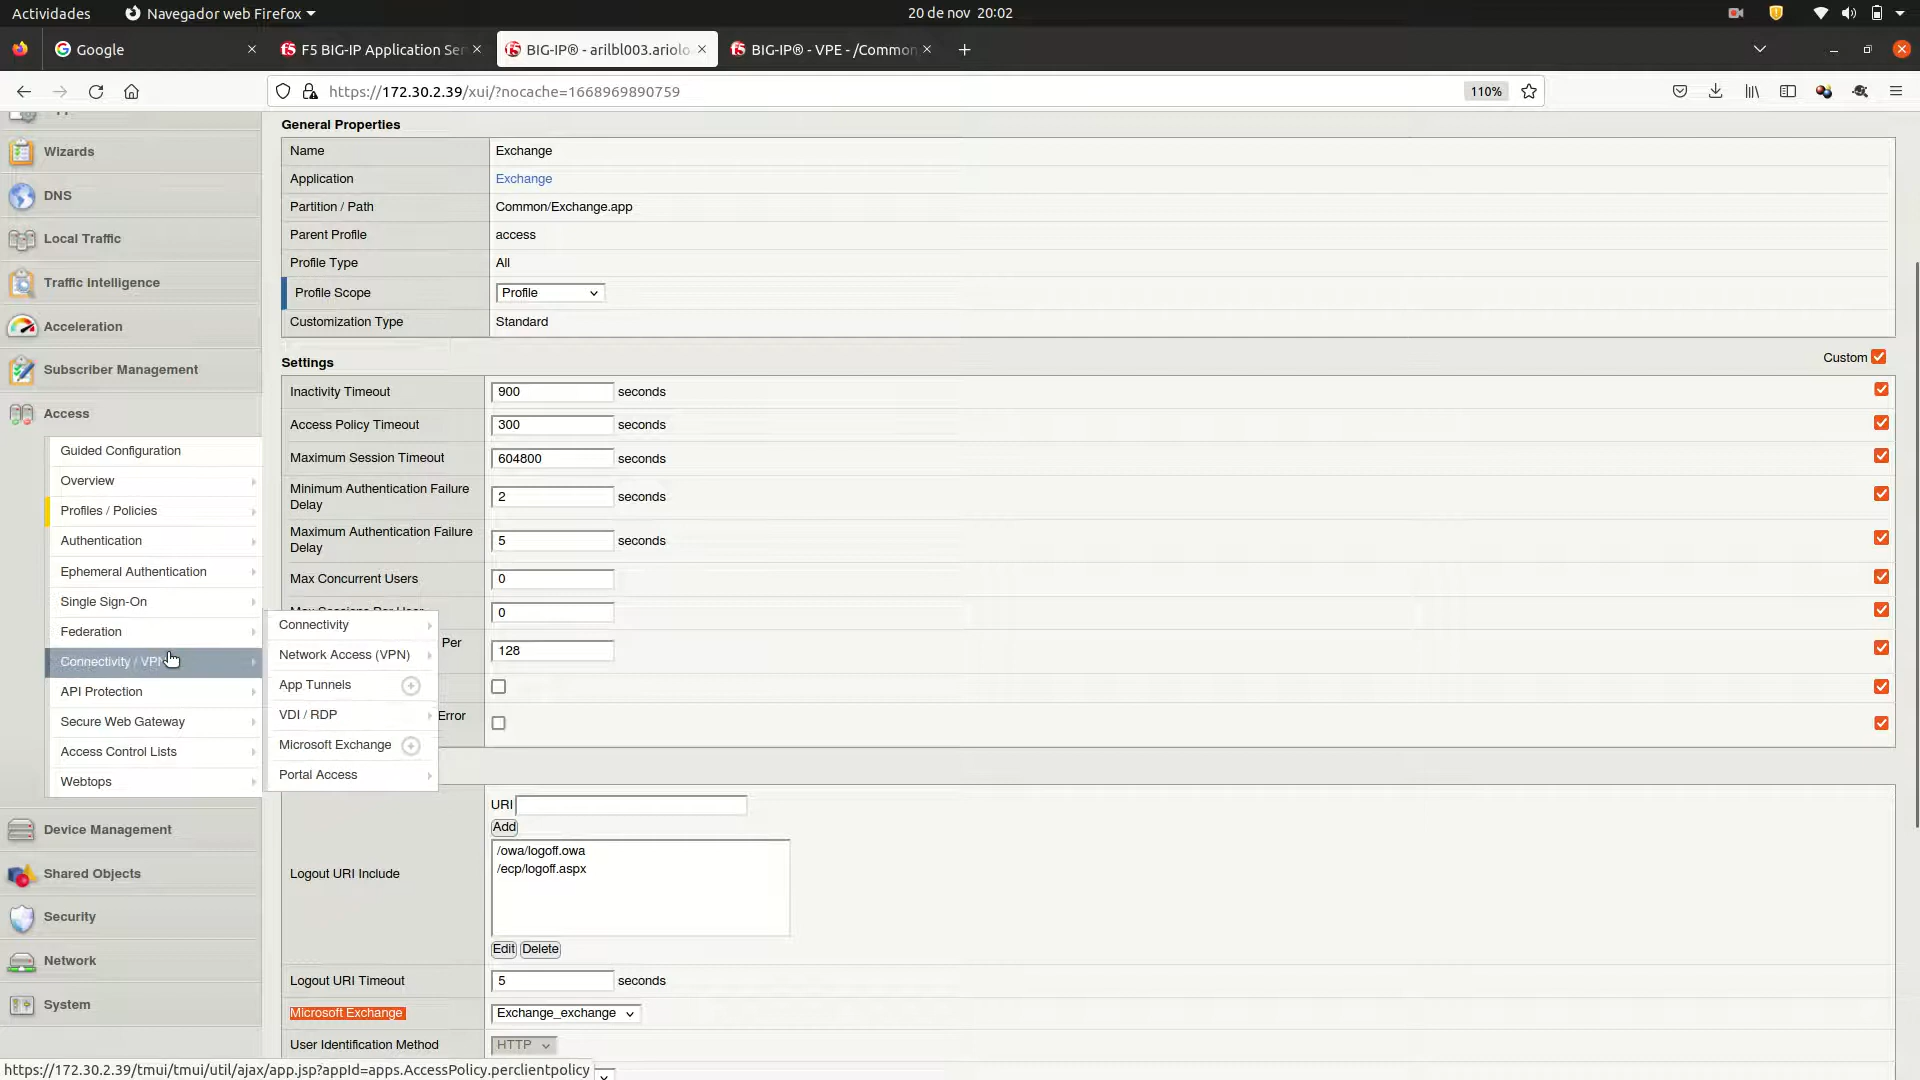 Actividades
Navegador web Firefox
20 de nov 20:02
Google
F5 BIG-IP Application Ser
BIG-IP® - arilbl003.ariolo
BIG-IP® - VPE - /Common
https://172.30.2.39/xui/?nocache=1668969890759
110%
Wizards
DNS
Local Traffic
Traffic Intelligence
Acceleration
Subscriber Management
Access
Guided Configuration
Overview
Profiles / Policies
Authentication
Ephemeral Authentication
Single Sign-On
Federation
Connectivity / VPN
API Protection
Secure Web Gateway
Access Control Lists
Webtops
Device Management
Shared Objects
Security
Network
System
Connectivity
Network Access (VPN)
App Tunnels
VDI / RDP
Microsoft Exchange
Portal Access
General Properties
Name Exchange
Application Exchange
Partition / Path Common/Exchange.app
Parent Profile access
Profile Type All
Profile Scope Profile
Customization Type Standard
Settings Custom
Inactivity Timeout 900 seconds
Access Policy Timeout 300 seconds
Maximum Session Timeout 604800 seconds
Minimum Authentication Failure
Delay
2 seconds
Maximum Authentication Failure
Delay
5 seconds
Max Concurrent Users 0
Max Sessions Per User 0
Per
128
Error
URI
Add
Logout URI Include
/owa/logoff.owa
/ecp/logoff.aspx
Edit Delete
Logout URI Timeout 5 seconds
Microsoft Exchange Exchange_exchange
User Identification Method HTTP
https://172.30.2.39/tmui/tmui/util/ajax/app.jsp?appId=apps.AccessPolicy.perclientpolicy